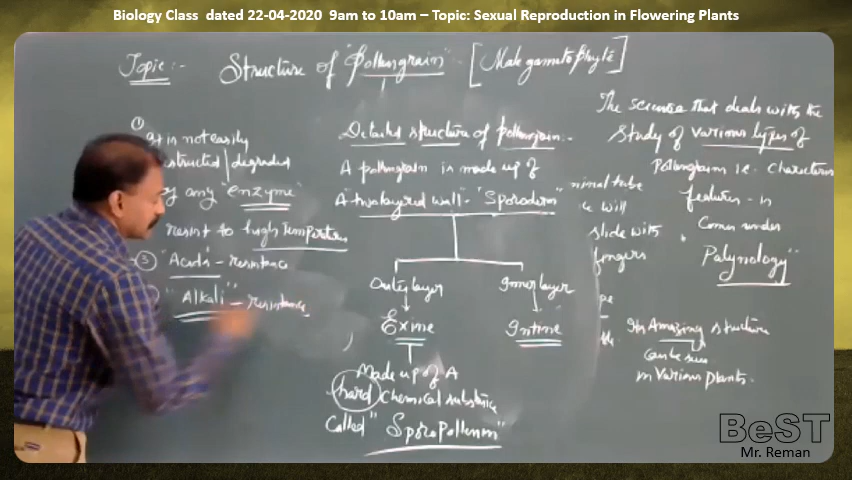 Biology Class dated 22-04-2020 9am to 10am – Topic: Sexual Reproduction in Flowering Plants
Topic:- Structure of "Pollengrain" - [Male gametophyte]
①
is not easily
structed | degraded
any "enzyme"
resist to high temperature
③ "Acids" - resistance
"Alkali" - resistance
Detailed structure of pollengrain:-
A pollengrain is made up of
A "two layered wall" - "Sporoderm"
Outer layer
Inner layer
Exine
Intine
Made up of A
hard chemical substance
Called "Sporopollenin"
tube
will
slide with
fingers
The science that deals with the
Study of various types of
Pollengrains i.e. characters
features - is
Comes under
Palynology"
Its Amazing structure
can be seen
in Various plants.
BeST
Mr. Reman